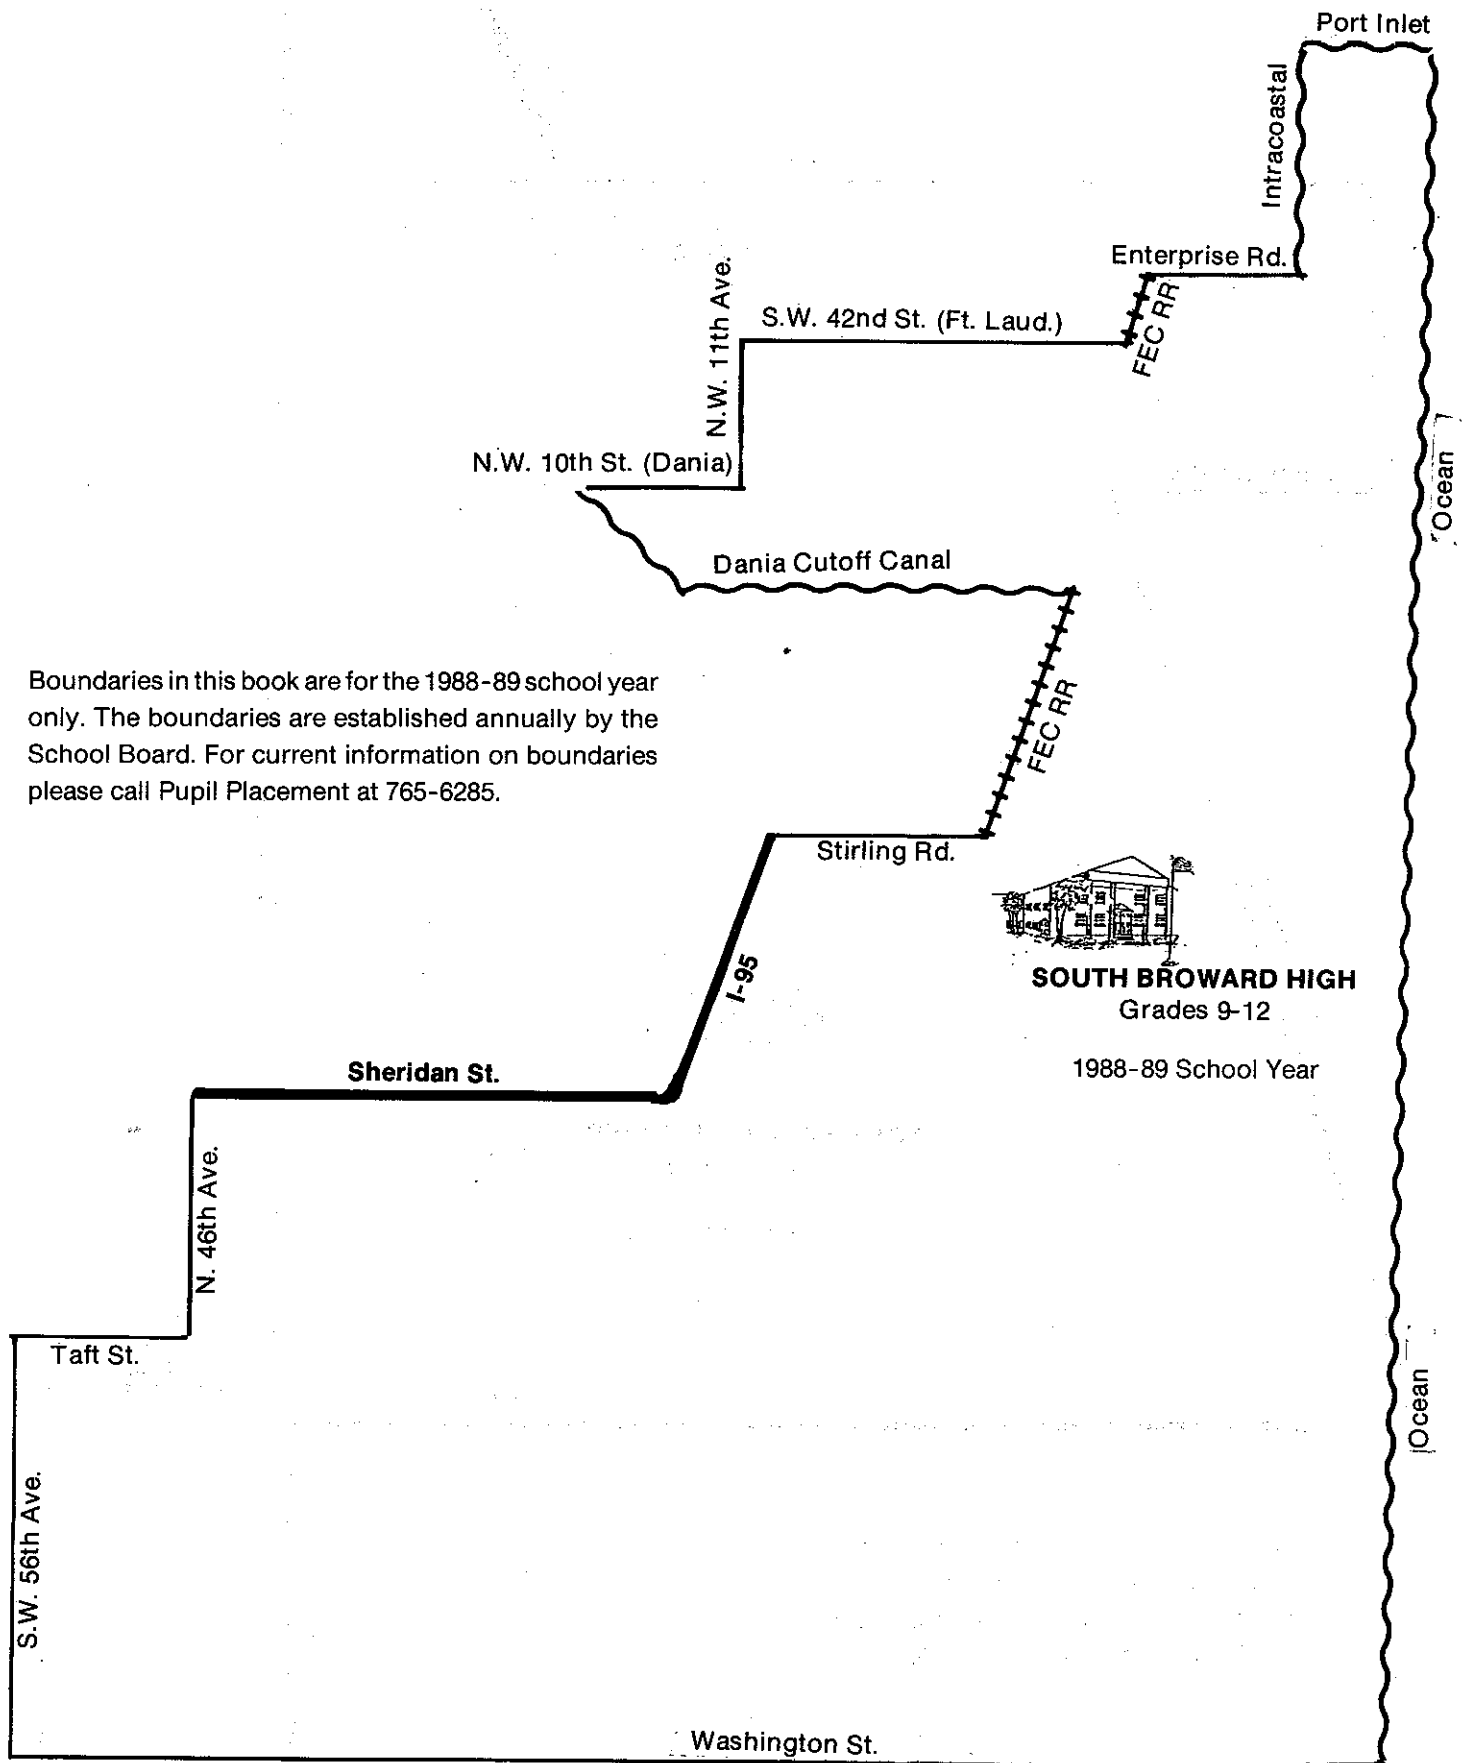 Port Inlet
Intracoastal
Enterprise Rd.
FEC RR
S.W. 42nd St. (Ft. Laud.)
N.W. 11th Ave.
N.W. 10th St. (Dania)
Ocean
Dania Cutoff Canal
FEC RR
Boundaries in this book are for the 1988-89 school year
only. The boundaries are established annually by the
School Board. For current information on boundaries
please call Pupil Placement at 765-6285.
Stirling Rd.
I-95
SOUTH BROWARD HIGH
Grades 9-12
1988-89 School Year
Sheridan St.
N. 46th Ave.
Taft St.
Ocean
S.W. 56th Ave.
Washington St.